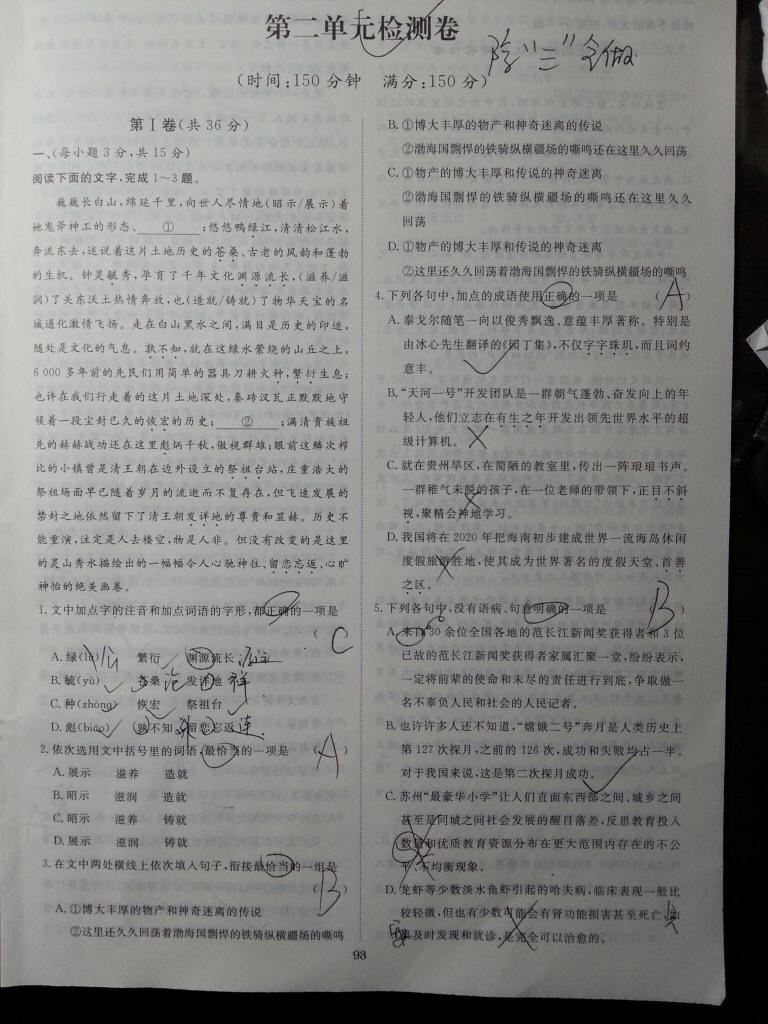 第二单元检测卷
除“三”全做
(时间:150分钟 满分:150分)
第Ⅰ卷(共36分)
一、(每小题3分,共15分)
阅读下面的文字,完成1~3题。
巍巍长白山,绵延千里,向世人尽情地(昭示/展示)着
她鬼斧神工的形态、 ① ;悠悠鸭绿江,清清松江水,
奔流东去,述说着这片土地历史的苍桑、古老的风韵和蓬勃
的生机。钟灵毓秀,孕育了千年文化渊源流长,(滋养/滋
润)了关东沃土热情奔放,也(造就/铸就)了物华天宝的名
城通化激情飞扬。走在白山黑水之间,满目是历史的印迹,
随处是文化的气息。孰不知,就在这绿水萦绕的山丘之上,
6 000多年前的先民们用简单的器具刀耕火种,繁衍生息;
也许在我们行走着的这片土地深处,秦砖汉瓦正默默地守
候着一段尘封已久的恢宏的历史; ② ;满清贵族祖
先的赫赫战功还在这里彪炳千秋,傲视群雄;眼前这鳞次栉
比的小镇曾是清王朝在边外设立的祭祖台站,庄重浩大的
祭祖场面早已随着岁月的流逝而不复存在,但飞速发展的
禁封之地依然留下了清王朝发详地的尊贵和显赫。历史不
能重演,注定是人去楼空,物是人非。但没有改变的是这里
的灵山秀水描绘出的一幅幅令人心驰神往、留恋忘返、心旷
神怡的绝美画卷。
1.文中加点字的注音和加点词语的字形,都正确的一项是
( C
A.绿(lù) 繁衍 渊源流长
B.毓(yù) 苍桑 发详地 沧 祥
C.种(zhòng) 恢宏 祭祖台
D.彪(biāo) 孰不知 留恋忘返 殊 连
2.依次选用文中括号里的词语,最恰当的一项是 ( A )
A.展示 滋养 造就
B.昭示 滋润 造就
C.昭示 滋养 铸就
D.展示 滋润 铸就
3.在文中两处横线上依次填入句子,衔接最恰当的一组是
( B )
A.①博大丰厚的物产和神奇迷离的传说
②这里还久久回荡着渤海国剽悍的铁骑纵横疆场的嘶鸣
B.①博大丰厚的物产和神奇迷离的传说
②渤海国剽悍的铁骑纵横疆场的嘶鸣还在这里久久回荡
C.①物产的博大丰厚和传说的神奇迷离
②渤海国剽悍的铁骑纵横疆场的嘶鸣还在这里久久
回荡
D.①物产的博大丰厚和传说的神奇迷离
②这里还久久回荡着渤海国剽悍的铁骑纵横疆场的嘶鸣
4.下列各句中,加点的成语使用正确的一项是 ( A )
A.泰戈尔随笔一向以俊秀飘逸、意蕴丰厚著称。特别是
由冰心先生翻译的《园丁集》,不仅字字珠玑,而且词约
意丰。
B.“天河一号”开发团队是一群朝气蓬勃、奋发向上的年
轻人,他们立志在有生之年开发出领先世界水平的超
级计算机。
C.就在贵州旱区,在简陋的教室里,传出一阵琅琅书声。
一群稚气未脱的孩子,在一位老师的带领下,正目不斜
视,聚精会神地学习。
D.我国将在2020年把海南初步建成世界一流海岛休闲
度假旅游胜地,使其成为世界著名的度假天堂、首善
之区。
5.下列各句中,没有语病、句意明确的一项是 ( B )
A.来自30余位全国各地的范长江新闻奖获得者和3位
已故的范长江新闻奖获得者家属汇聚一堂,纷纷表示,
一定将前辈的使命和未尽的责任进行到底,争取做一
名不辜负人民和社会的人民记者。
B.也许许多人还不知道,“嫦娥二号”奔月是人类历史上
第127次探月,之前的126次,成功和失败均占一半。
对于我国来说,这是第二次探月成功。
C.苏州“最豪华小学”让人们直面东西部之间、城乡之间
甚至是同城之间社会发展的醒目落差,反思教育投入
数量和优质教育资源分布在更大范围内存在的不公
平、不均衡现象。
D.龙虾等少数淡水鱼虾引起的哈夫病,临床表现一般比
较轻微,但也有少数可能会有肾功能损害甚至死亡,如
果及时发现和就诊,是完全可以治愈的。
93